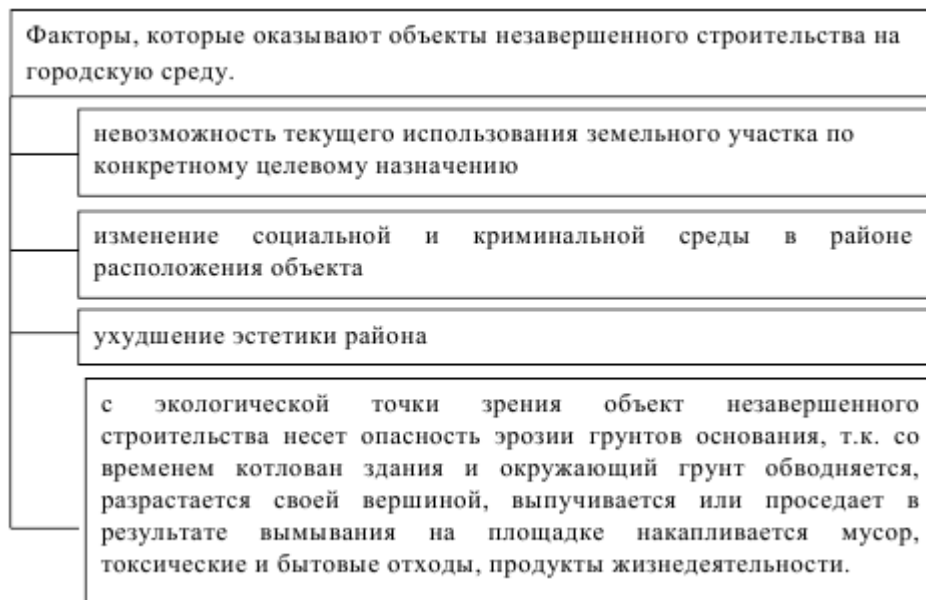 Факторы, которые оказывают объекты незавершенного строительства на
городскую среду.
невозможность текущего использования земельного участка по
конкретному целевому назначению
изменение социальной и криминальной среды в районе
расположения объекта
ухудшение эстетики района
с экологической точки зрения объект незавершенного
строительства несет опасность эрозии грунтов основания, т.к. со
временем котлован здания и окружающий грунт обводняется,
разрастается своей вершиной, выпучивается или проседает в
результате вымывания на площадке накапливается мусор,
токсические и бытовые отходы, продукты жизнедеятельности.